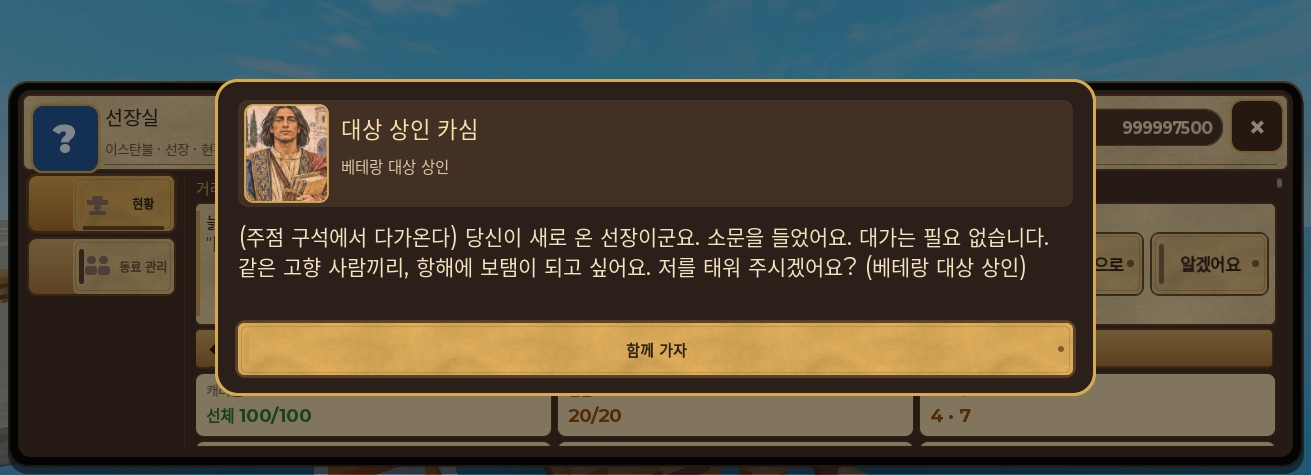 ?
선장실
이스탄불 · 선장 ·
999997500
×
현황
동료 관리
대상 상인 카심
베테랑 대상 상인
(주점 구석에서 다가온다) 당신이 새로 온 선장이군요. 소문을 들었어요. 대가는 필요 없습니다.
같은 고향 사람끼리, 항해에 보탬이 되고 싶어요. 저를 태워 주시겠어요? (베테랑 대상 상인)
함께 가자
으로
알겠어요
선체 100/100
20/20
4 · 7